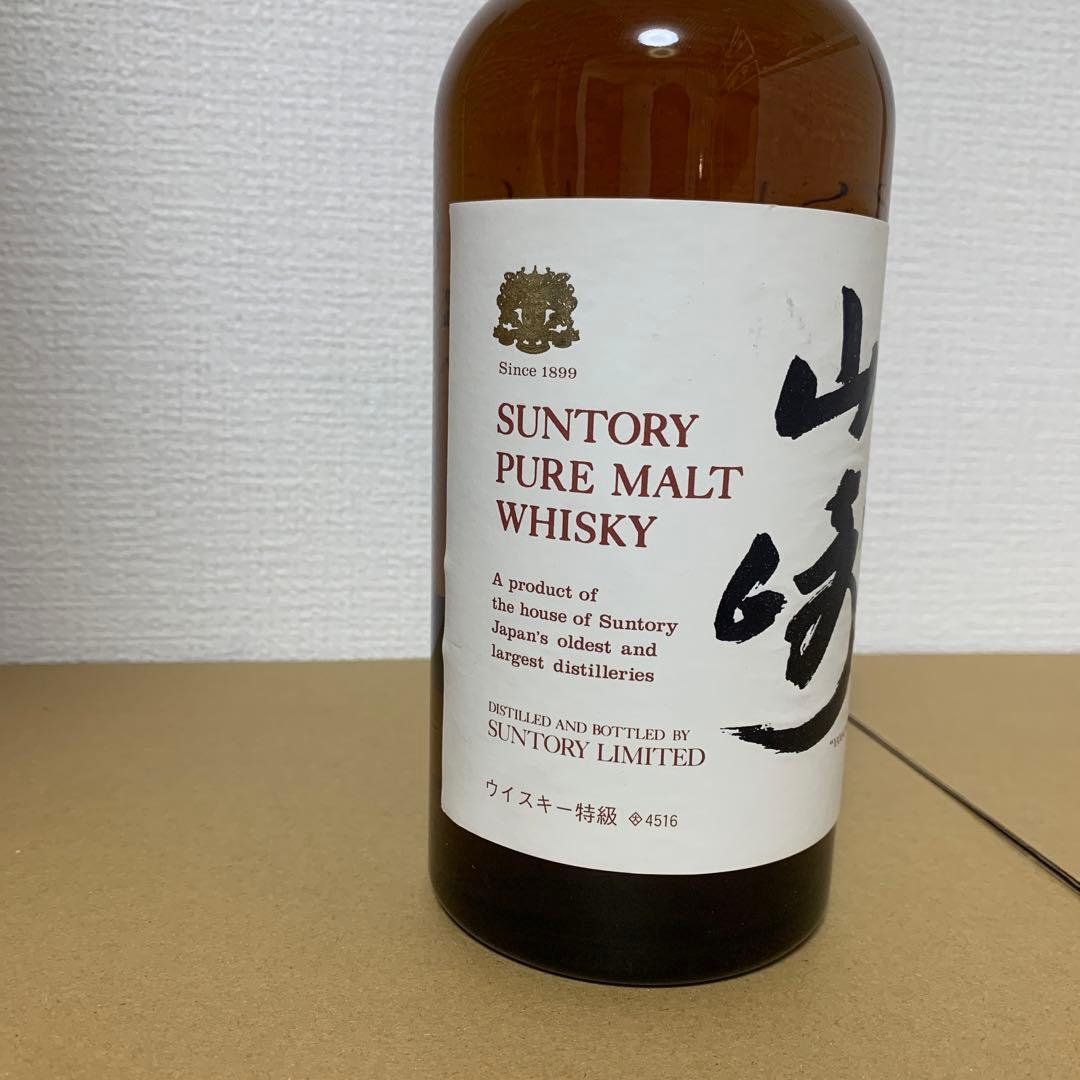 Since 1899
SUNTORY
PURE MALT
WHISKY
A product of
the house of Suntory
Japan's oldest and
largest distilleries
DISTILLED AND BOTTLED BY
SUNTORY LIMITED
ウイスキー特級 4516
山崎